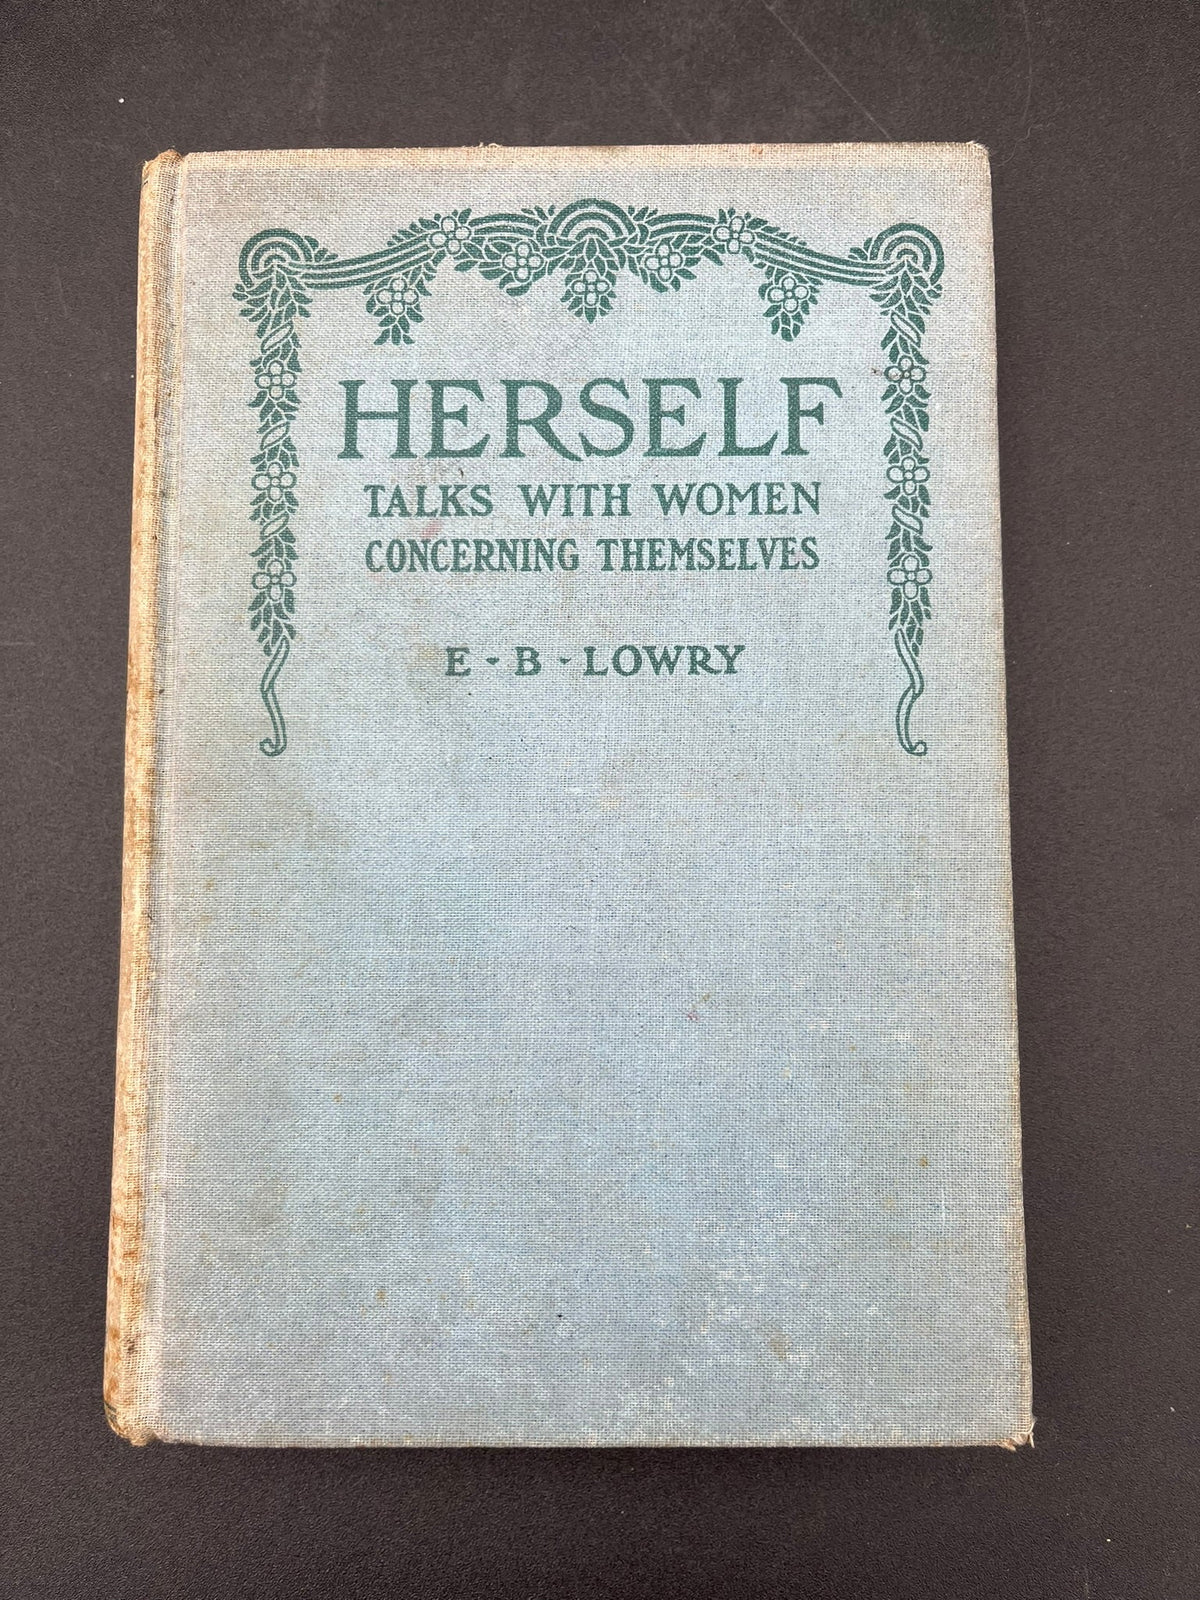 HERSELF
TALKS WITH WOMEN
CONCERNING THEMSELVES
E - B - LOWRY